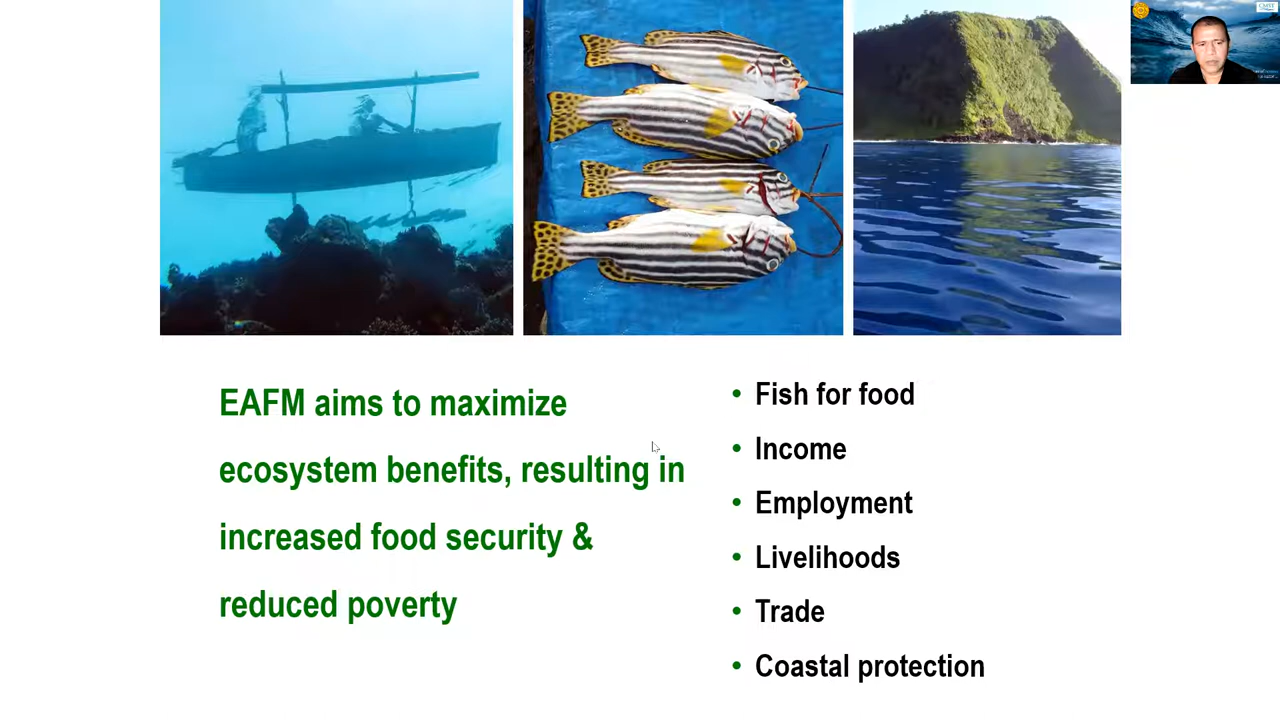 EAFM aims to maximize
ecosystem benefits, resulting in
increased food security &
reduced poverty
• Fish for food
• Income
• Employment
• Livelihoods
• Trade
• Coastal protection